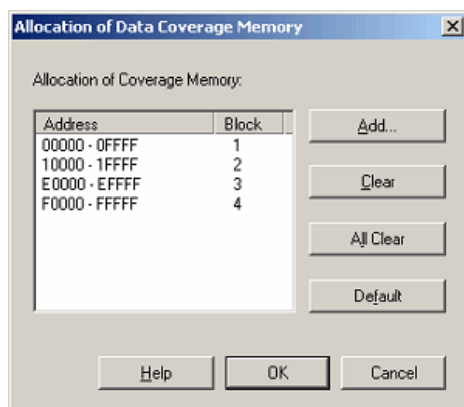 Allocation of Data Coverage Memory
Allocation of Coverage Memory:
Address Block
00000 - 0FFFF 1
10000 - 1FFFF 2
E0000 - EFFFF 3
F0000 - FFFFF 4
Add...
Clear
All Clear
Default
Help OK Cancel